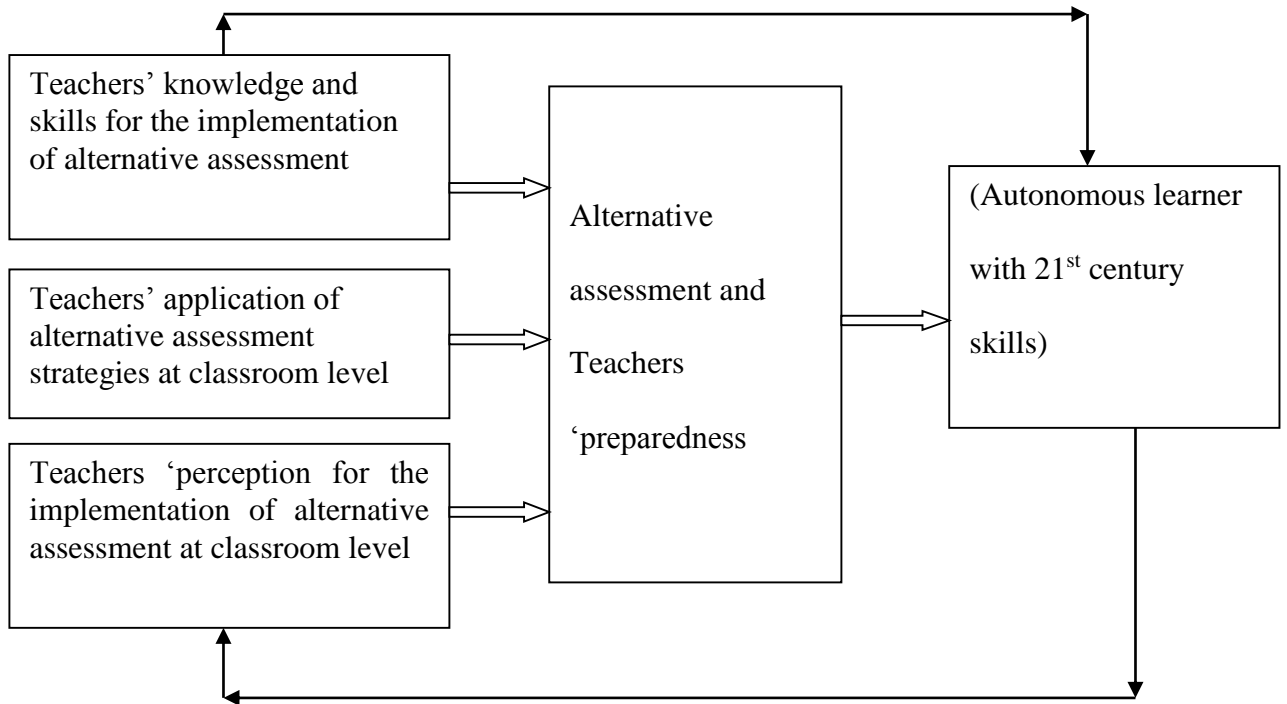 Teachers’ knowledge and
skills for the implementation
of alternative assessment
Teachers’ application of
alternative assessment
strategies at classroom level
Teachers ‘perception for the
implementation of alternative
assessment at classroom level
Alternative
assessment and
Teachers
‘preparedness
(Autonomous learner
with 21st century
skills)